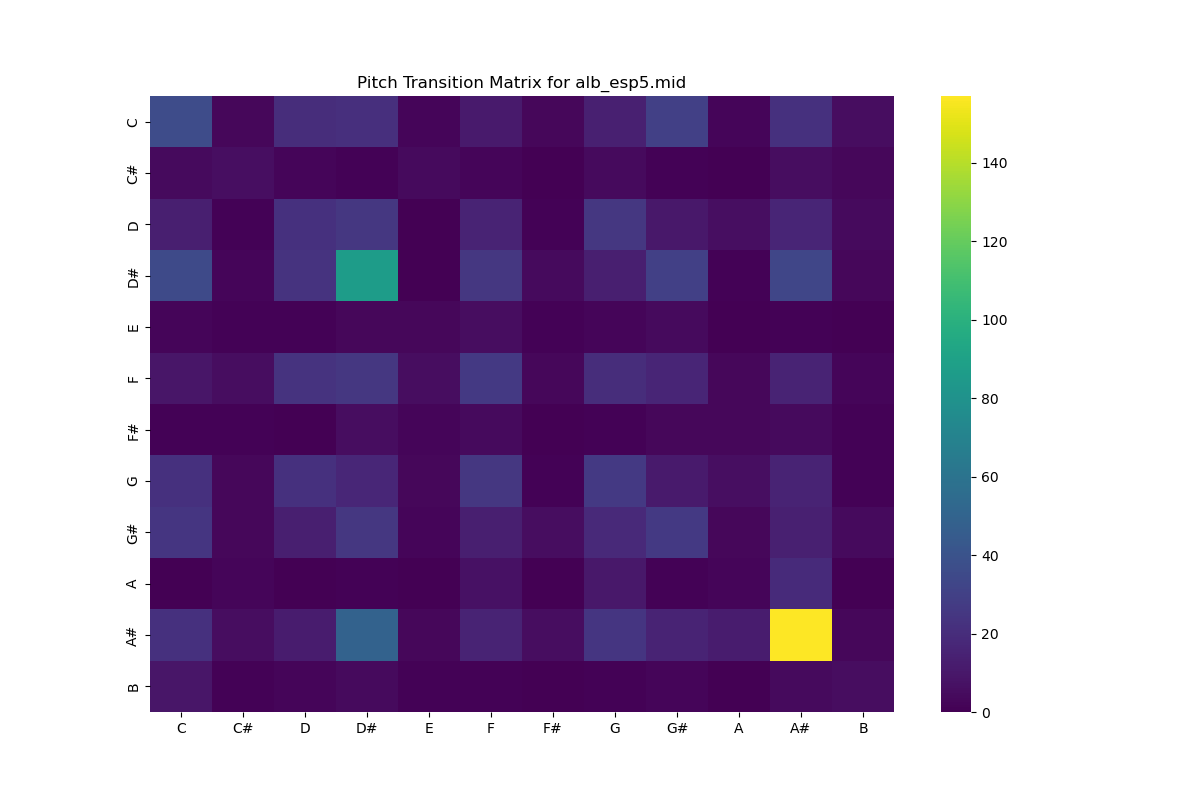 Pitch Transition Matrix for alb_esp5.mid
C
C#
D
D#
E
F
F#
G
G#
A
A#
B
C C# D D# E F F# G G# A A# B
140
120
100
80
60
40
20
0